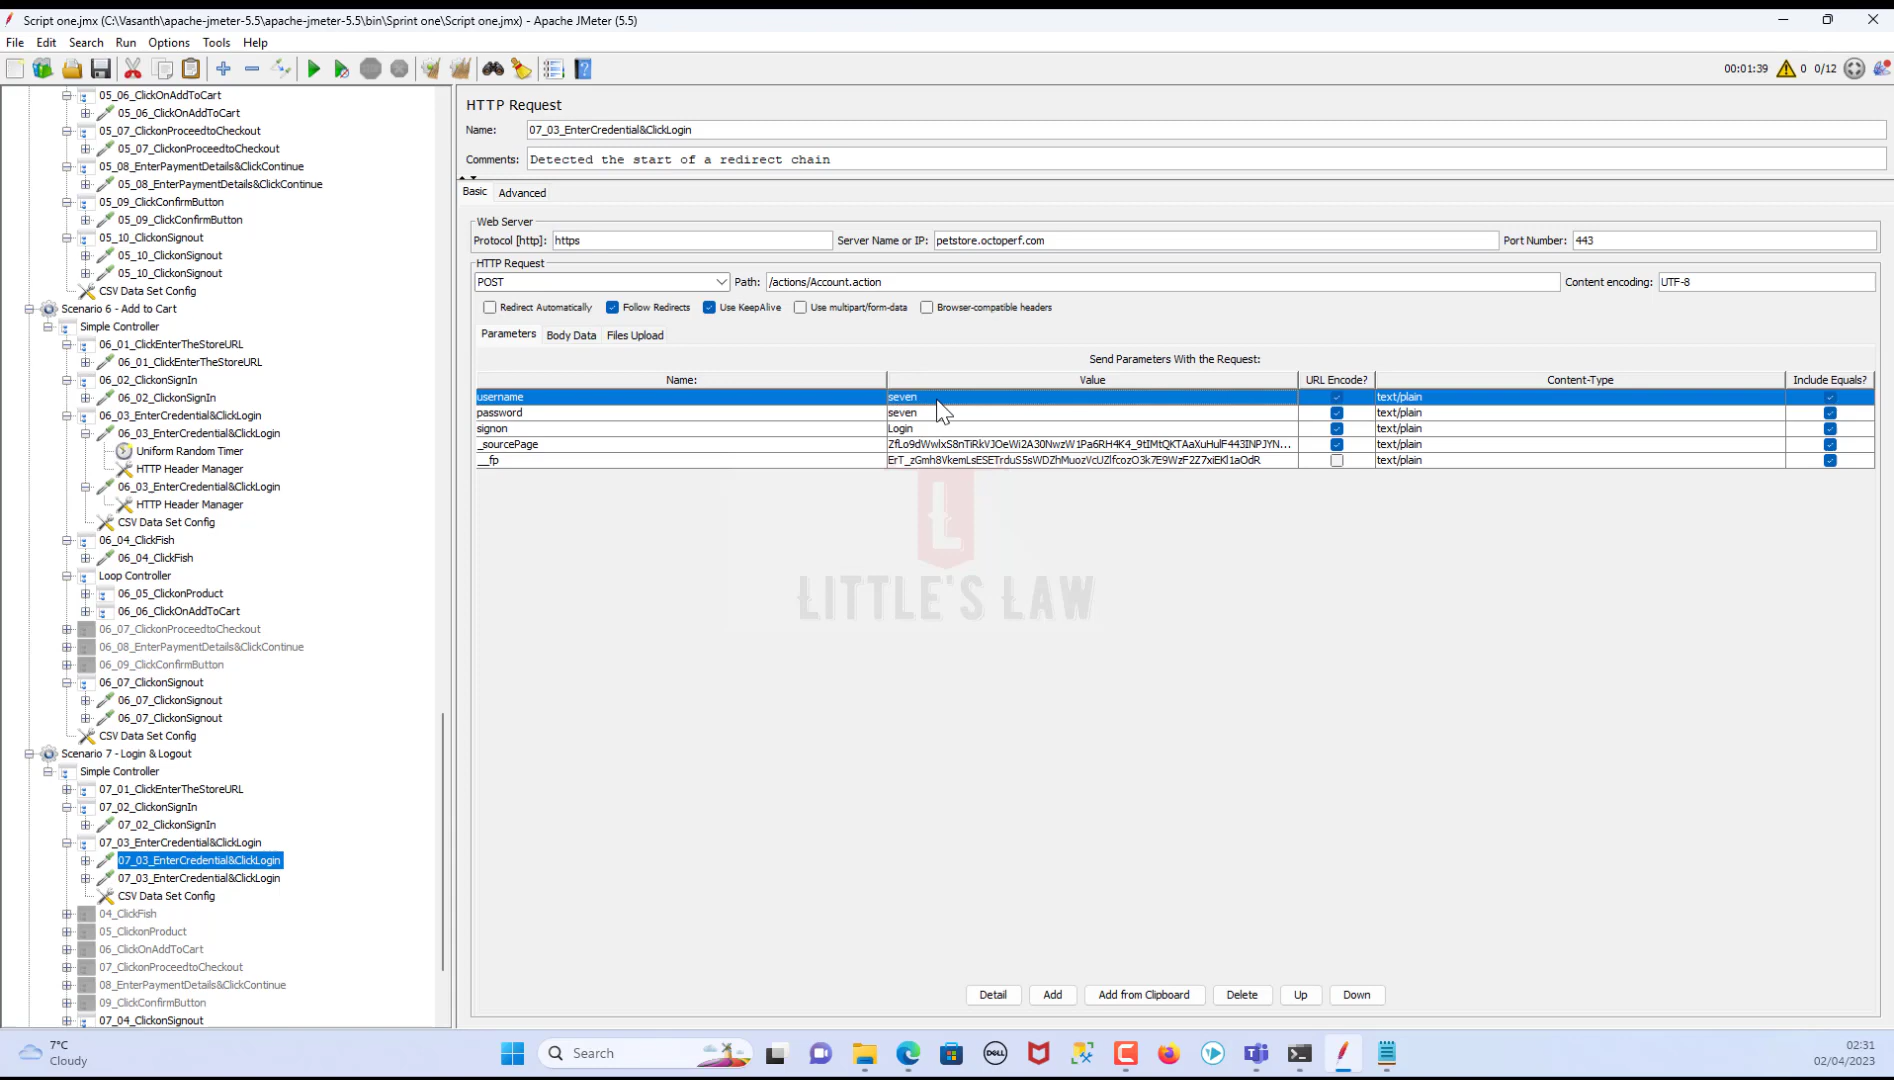 Script one.jmx (C:\Vasanth\apache-jmeter-5.5\apache-jmeter-5.5\bin\Sprint one\Script one.jmx) - Apache JMeter (5.5)
File Edit Search Run Options Tools Help
00:01:39 0 0/12
05_06_ClickOnAddToCart
05_06_ClickOnAddToCart
05_07_ClickonProceedtoCheckout
05_07_ClickonProceedtoCheckout
05_08_EnterPaymentDetails&ClickContinue
05_08_EnterPaymentDetails&ClickContinue
05_09_ClickConfirmButton
05_09_ClickConfirmButton
05_10_ClickonSignout
05_10_ClickonSignout
05_10_ClickonSignout
CSV Data Set Config
Scenario 6 - Add to Cart
Simple Controller
06_01_ClickEnterTheStoreURL
06_01_ClickEnterTheStoreURL
06_02_ClickonSignIn
06_02_ClickonSignIn
06_03_EnterCredential&ClickLogin
06_03_EnterCredential&ClickLogin
Uniform Random Timer
HTTP Header Manager
06_03_EnterCredential&ClickLogin
HTTP Header Manager
CSV Data Set Config
06_04_ClickFish
06_04_ClickFish
Loop Controller
06_05_ClickonProduct
06_06_ClickOnAddToCart
06_07_ClickonProceedtoCheckout
06_08_EnterPaymentDetails&ClickContinue
06_09_ClickConfirmButton
06_07_ClickonSignout
06_07_ClickonSignout
06_07_ClickonSignout
CSV Data Set Config
Scenario 7 - Login & Logout
Simple Controller
07_01_ClickEnterTheStoreURL
07_02_ClickonSignIn
07_02_ClickonSignIn
07_03_EnterCredential&ClickLogin
07_03_EnterCredential&ClickLogin
07_03_EnterCredential&ClickLogin
CSV Data Set Config
04_ClickFish
05_ClickonProduct
06_ClickOnAddToCart
07_ClickonProceedtoCheckout
08_EnterPaymentDetails&ClickContinue
09_ClickConfirmButton
07_04_ClickonSignout
HTTP Request
Name: 07_03_EnterCredential&ClickLogin
Comments: Detected the start of a redirect chain
Basic Advanced
Web Server
Protocol [http]: https Server Name or IP: petstore.octoperf.com Port Number: 443
HTTP Request
POST Path: /actions/Account.action Content encoding: UTF-8
Redirect Automatically Follow Redirects Use KeepAlive Use multipart/form-data Browser-compatible headers
Parameters Body Data Files Upload
Send Parameters With the Request:
Name: Value URL Encode? Content-Type Include Equals?
username seven text/plain
password seven text/plain
signon Login text/plain
_sourcePage text/plain
__fp text/plain
L
LITTLE'S LAW
Detail Add Add from Clipboard Delete Up Down
7°C
Cloudy
Search
DELL
02:31
02/04/2023